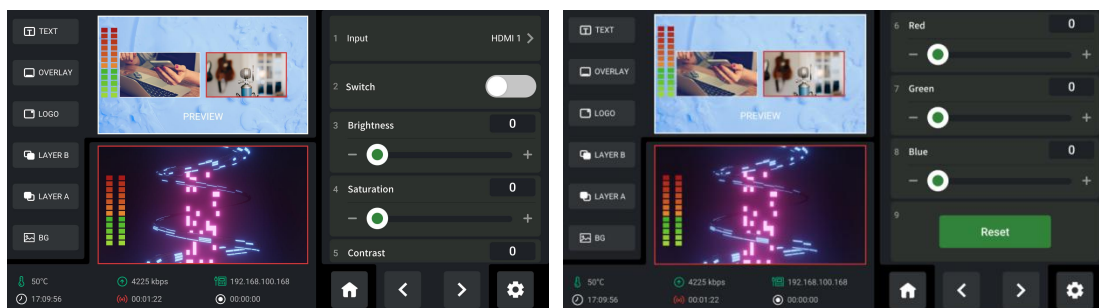 TEXT
OVERLAY
LOGO
LAYER B
LAYER A
BG
PREVIEW
1 Input HDMI 1
2 Switch
3 Brightness 0
4 Saturation 0
5 Contrast 0
50°C 4225 kbps 192.168.100.168
17:09:56 00:01:22 00:00:00
TEXT
OVERLAY
LOGO
LAYER B
LAYER A
BG
PREVIEW
6 Red 0
7 Green 0
8 Blue 0
9
Reset
50°C 4225 kbps 192.168.100.168
17:09:56 00:01:22 00:00:00